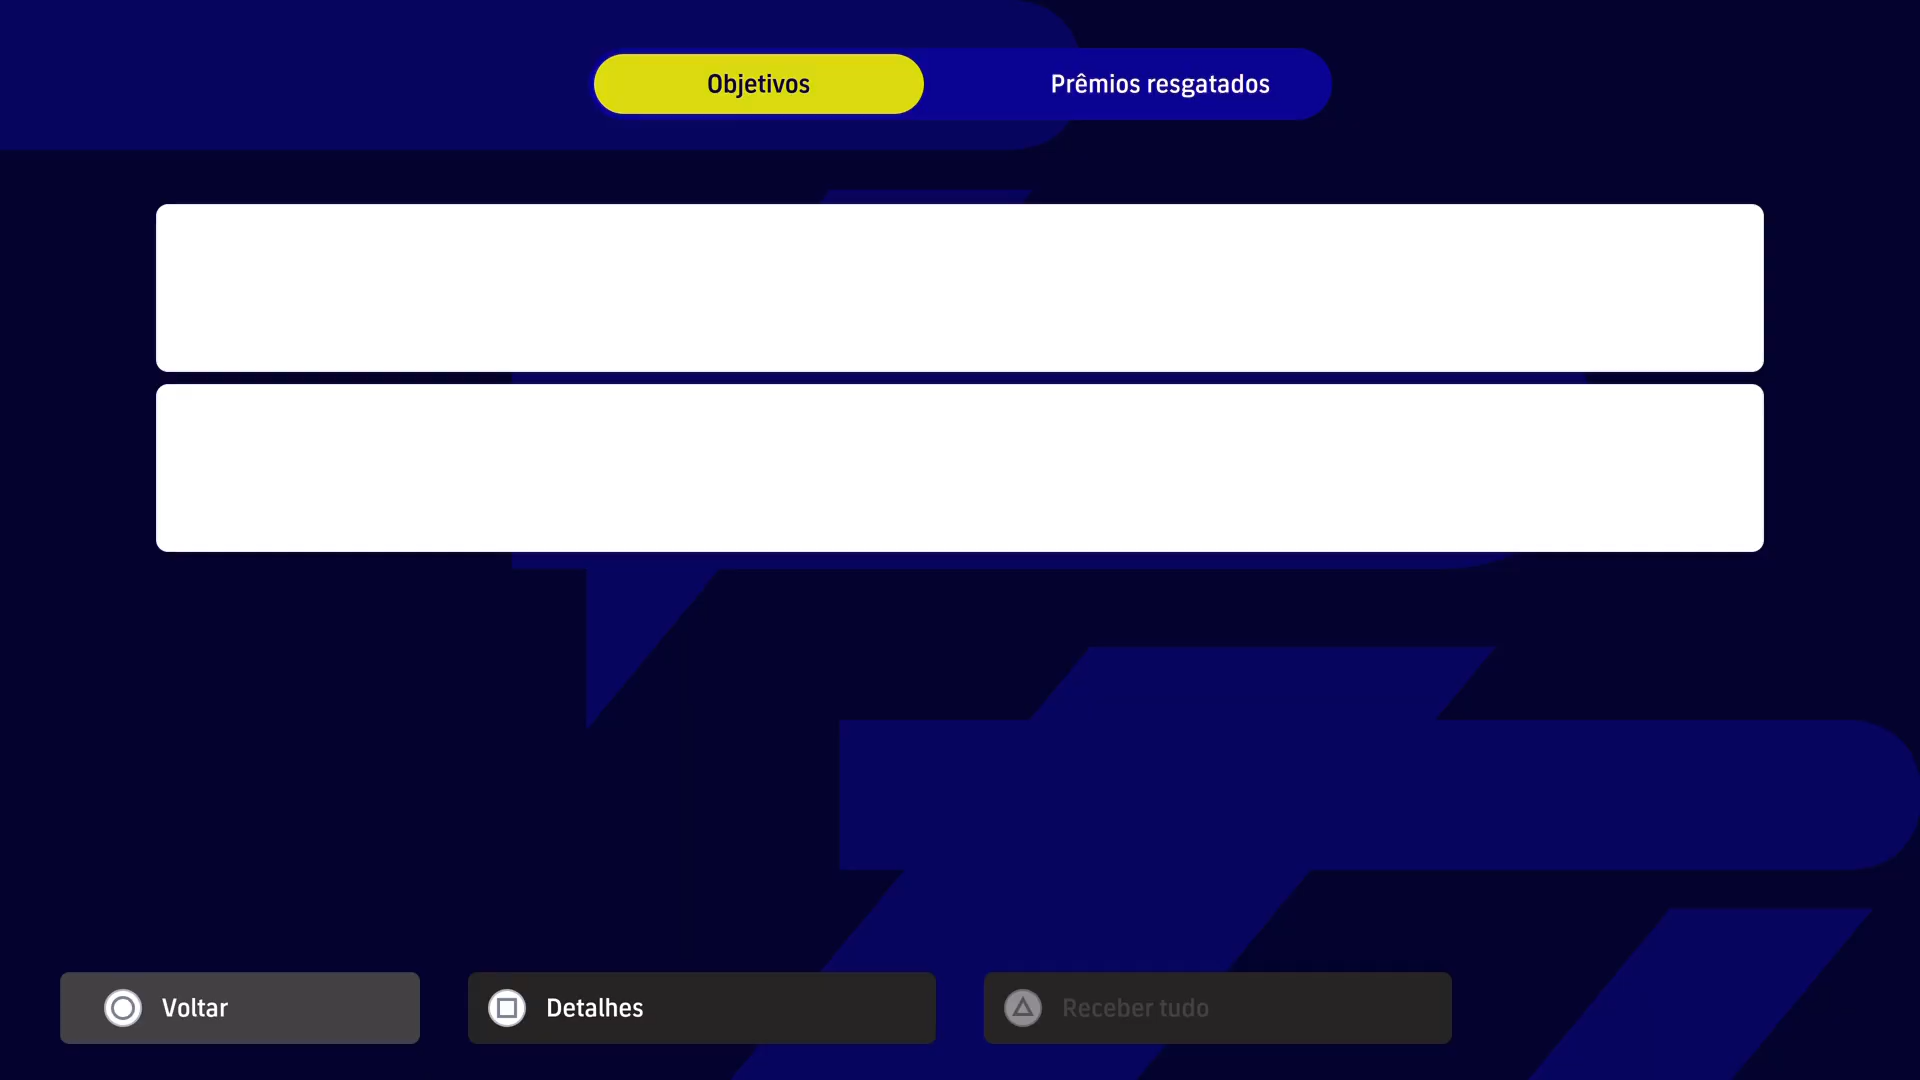 Objetivos
Prêmios resgatados
Voltar
Detalhes
Receber tudo